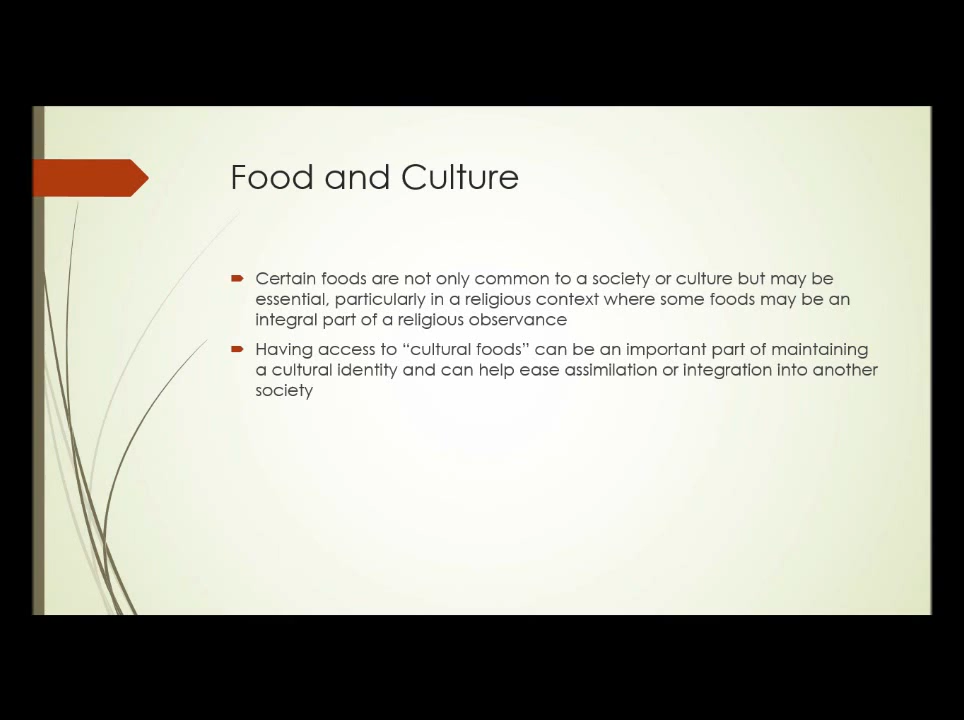 Food and Culture
Certain foods are not only common to a society or culture but may be
essential, particularly in a religious context where some foods may be an
integral part of a religious observance
Having access to “cultural foods” can be an important part of maintaining
a cultural identity and can help ease assimilation or integration into another
society